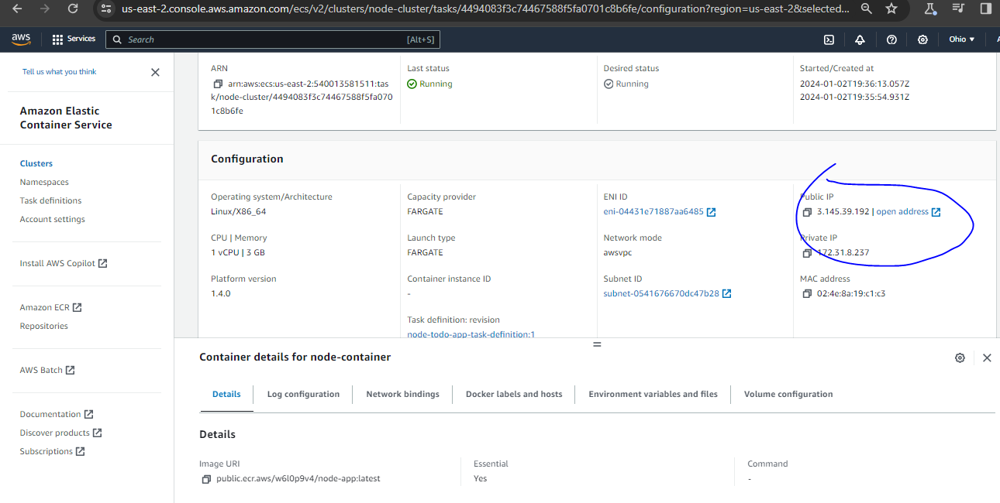 us-east-2.console.aws.amazon.com/ecs/v2/clusters/node-cluster/tasks/4494083f3c74467588f5fa0701c8b6fe/configuration?region=us-east-2&selected...
aws
Services
Search
[Alt+S]
Ohio
Tell us what you think
Amazon Elastic
Container Service
Clusters
Namespaces
Task definitions
Account settings
Install AWS Copilot
Amazon ECR
Repositories
AWS Batch
Documentation
Discover products
Subscriptions
ARN
arn:aws:ecs:us-east-2:540013581511:tas
k/node-cluster/4494083f3c74467588f5fa070
1c8b6fe
Last status
Running
Desired status
Running
Started/Created at
2024-01-02T19:36:13.057Z
2024-01-02T19:35:54.931Z
Configuration
Operating system/Architecture
Linux/X86_64
CPU | Memory
1 vCPU | 3 GB
Platform version
1.4.0
Capacity provider
FARGATE
Launch type
FARGATE
Container instance ID
-
Task definition: revision
node-todo-app-task-definition:1
ENI ID
eni-04431e71887aa6485
Network mode
awsvpc
Subnet ID
subnet-0541676670dc47b28
Public IP
3.145.39.192 | open address
Private IP
172.31.8.237
MAC address
02:4e:8a:19:c1:c3
Container details for node-container
Details
Log configuration
Network bindings
Docker labels and hosts
Environment variables and files
Volume configuration
Details
Image URI
public.ecr.aws/w6l0p9v4/node-app:latest
Essential
Yes
Command
-